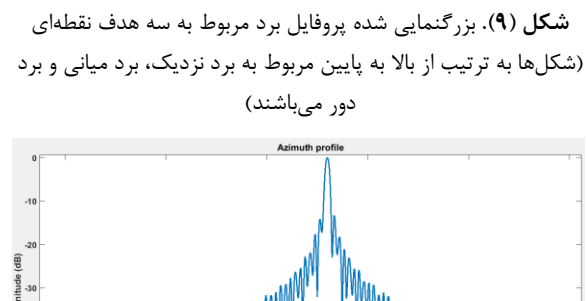 شکل (۹). بزرگنمایی شده پروفایل برد مربوط به سه هدف نقطه‌ای
(شکل‌ها به ترتیب از بالا به پایین مربوط به برد نزدیک، برد میانی و برد
دور می‌باشند)
Azimuth profile
0
-10
-20
-30